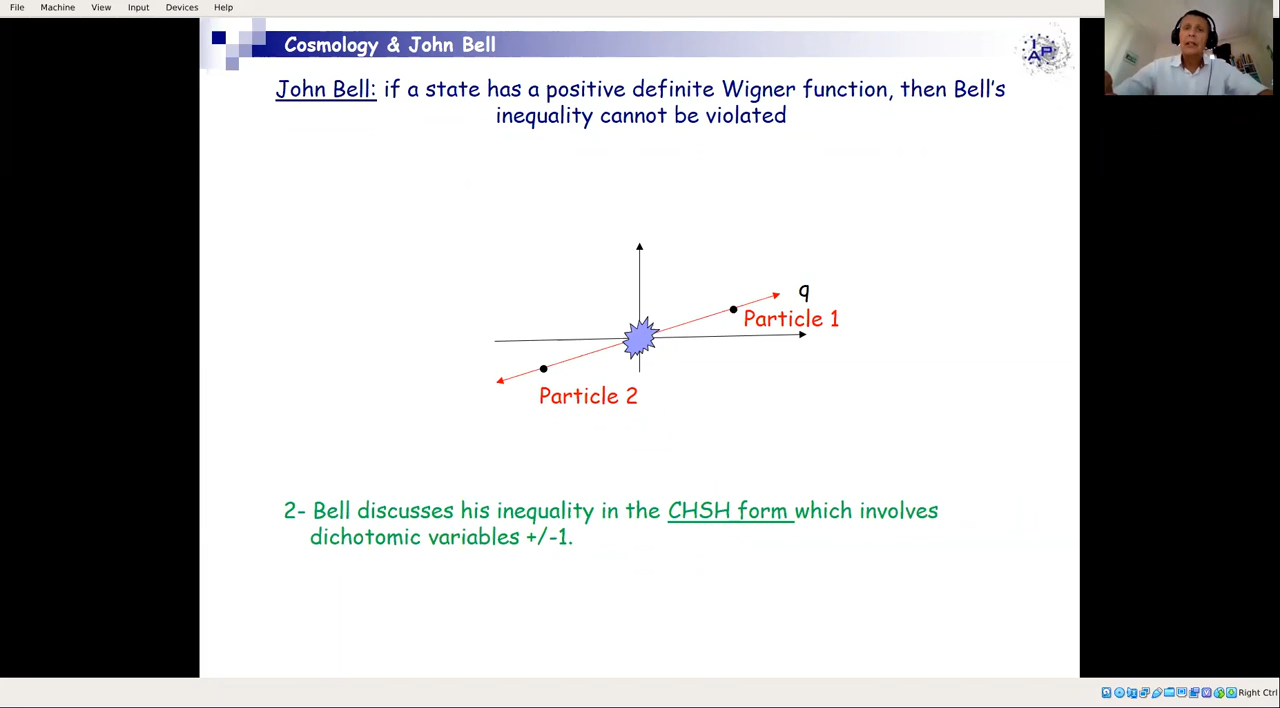 File Machine View Input Devices Help
Cosmology & John Bell
IAP
John Bell: if a state has a positive definite Wigner function, then Bell's
inequality cannot be violated
q
Particle 1
Particle 2
2- Bell discusses his inequality in the CHSH form which involves
dichotomic variables +/-1.
Right Ctrl